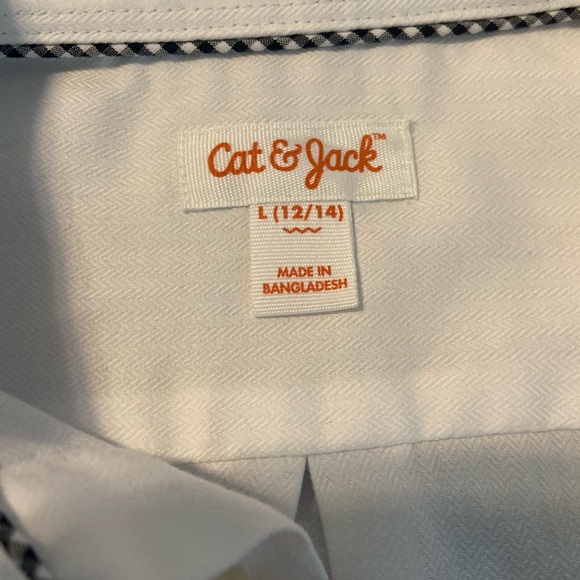 Cat & Jack™
L (12/14)
MADE IN
BANGLADESH